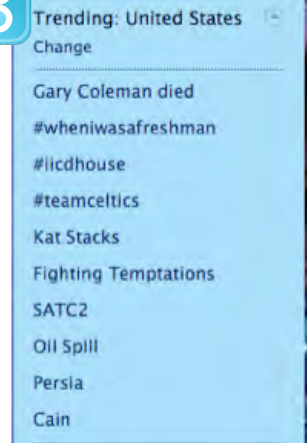 3
Trending: United States
Change
Gary Coleman died
#wheniwasafreshman
#iicdhouse
#teamceltics
Kat Stacks
Fighting Temptations
SATC2
Oil Spill
Persia
Cain